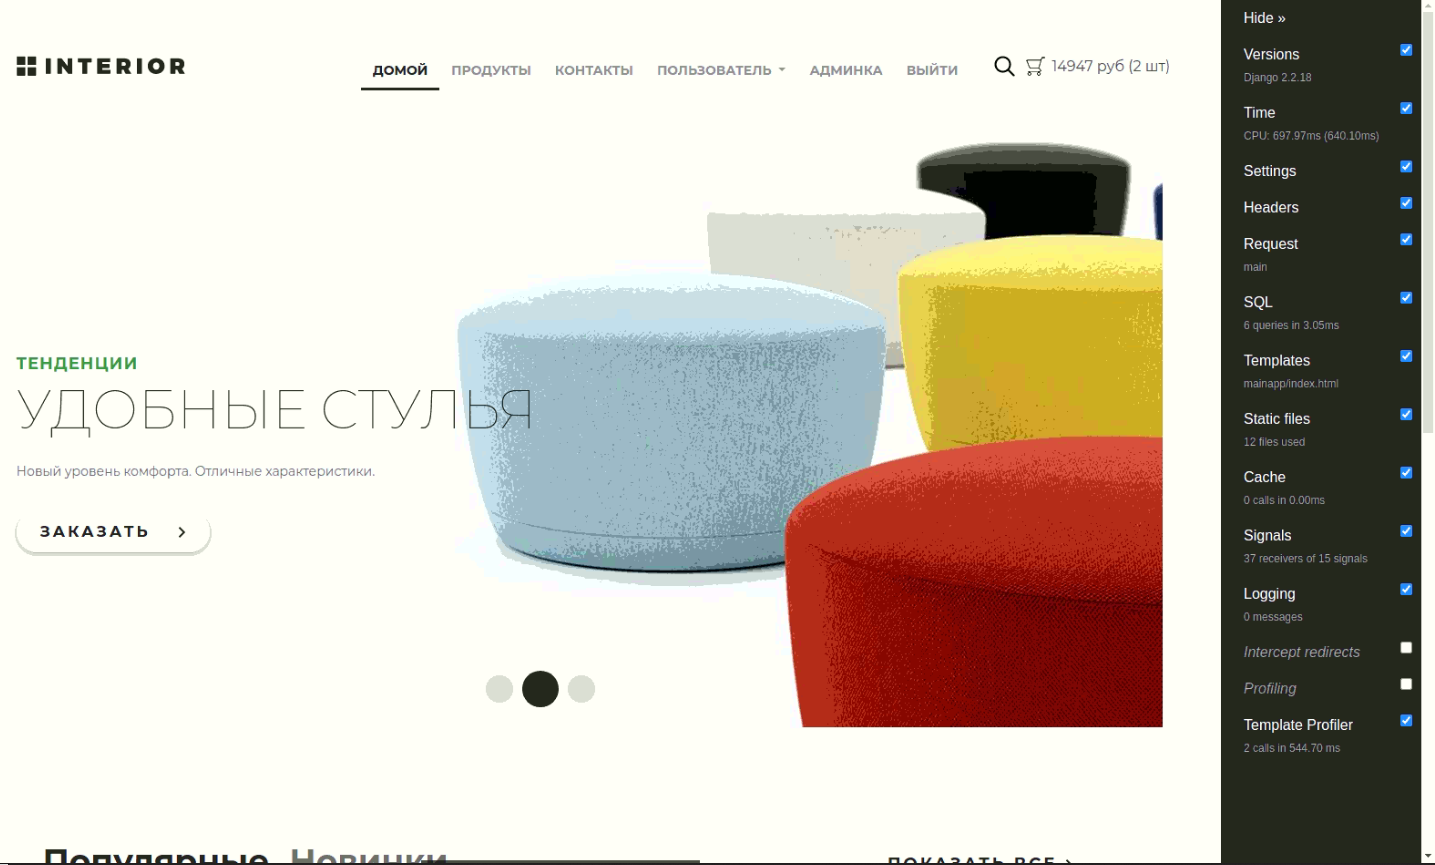 INTERIOR
ДОМОЙ ПРОДУКТЫ КОНТАКТЫ ПОЛЬЗОВАТЕЛЬ АДМИНКА ВЫЙТИ
14947 руб (2 шт)
ТЕНДЕНЦИИ
УДОБНЫЕ СТУЛЬЯ
Новый уровень комфорта. Отличные характеристики.
ЗАКАЗАТЬ
Популярные Новинки
ПОКАЗАТЬ ВСЕ
Hide »
Versions
Django 2.2.18
Time
CPU: 697.97ms (640.10ms)
Settings
Headers
Request
main
SQL
6 queries in 3.05ms
Templates
mainapp/index.html
Static files
12 files used
Cache
0 calls in 0.00ms
Signals
37 receivers of 15 signals
Logging
0 messages
Intercept redirects
Profiling
Template Profiler
2 calls in 544.70 ms